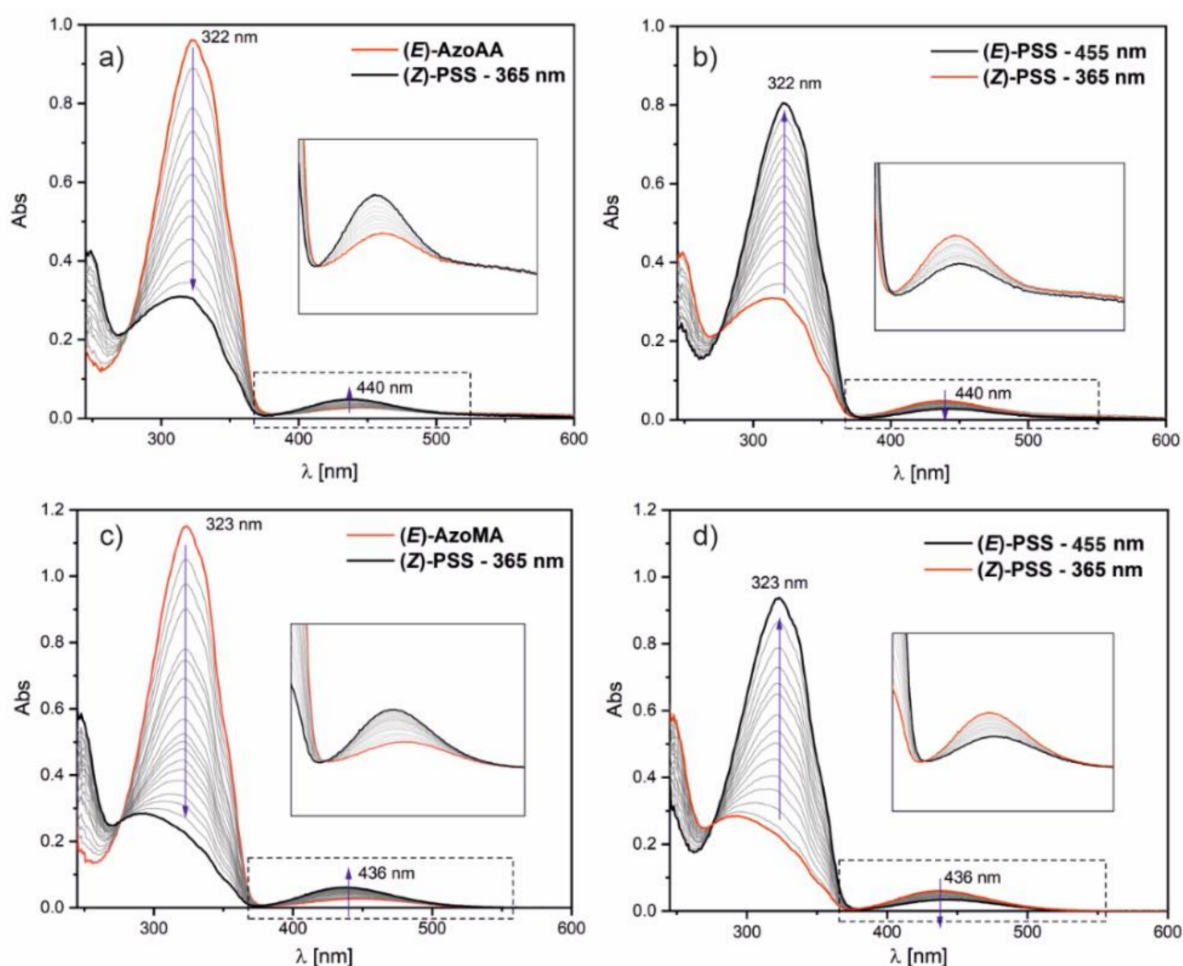 a)
322 nm
(E)-AzoAA
(Z)-PSS - 365 nm
440 nm
Abs
1.0
0.8
0.6
0.4
0.2
0.0
300
400
500
600
λ [nm]
b)
322 nm
(E)-PSS - 455 nm
(Z)-PSS - 365 nm
440 nm
Abs
1.0
0.8
0.6
0.4
0.2
0.0
300
400
500
600
λ [nm]
c)
323 nm
(E)-AzoMA
(Z)-PSS - 365 nm
436 nm
Abs
1.2
1.0
0.8
0.6
0.4
0.2
0.0
300
400
500
600
λ [nm]
d)
323 nm
(E)-PSS - 455 nm
(Z)-PSS - 365 nm
436 nm
Abs
1.2
1.0
0.8
0.6
0.4
0.2
0.0
300
400
500
600
λ [nm]